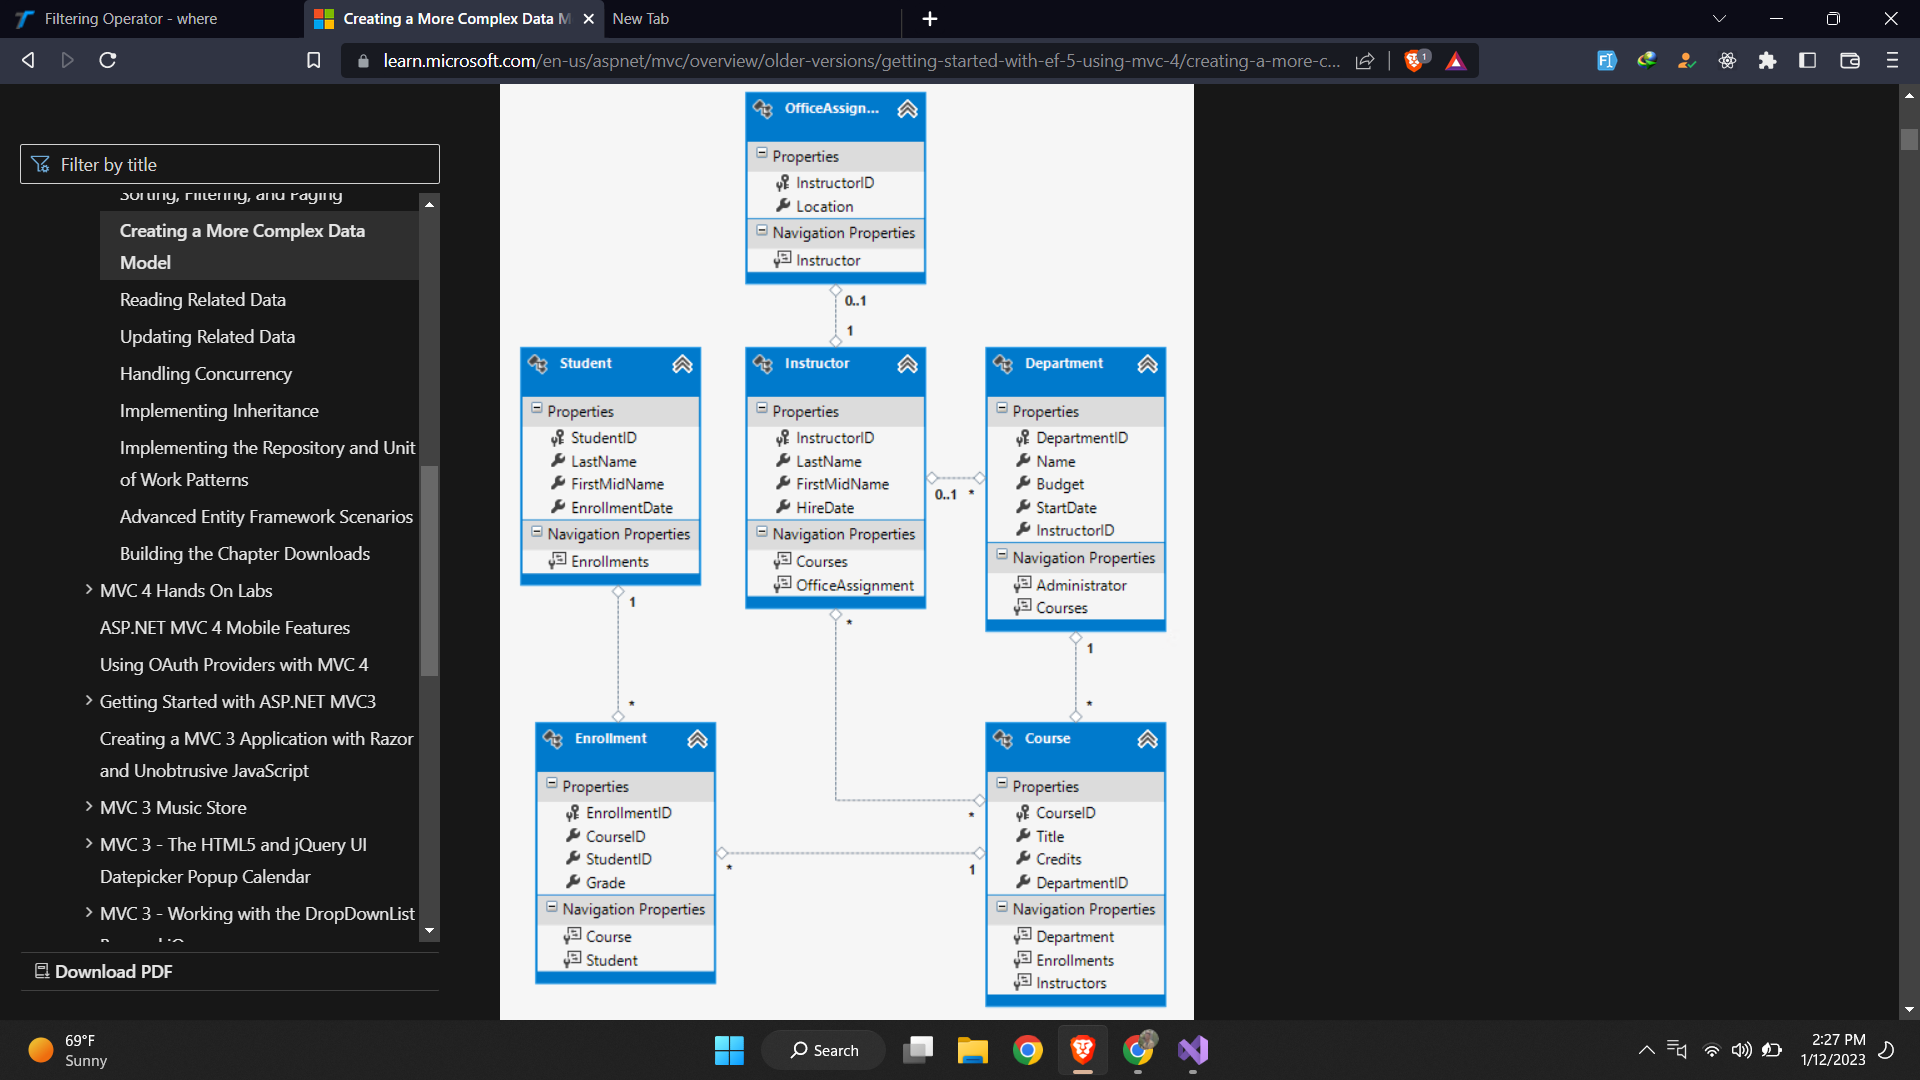 Filtering Operator - where
Creating a More Complex Data M
New Tab
learn.microsoft.com/en-us/aspnet/mvc/overview/older-versions/getting-started-with-ef-5-using-mvc-4/creating-a-more-c...
1
Filter by title
Sorting, Filtering, and Paging
Creating a More Complex Data
Model
Reading Related Data
Updating Related Data
Handling Concurrency
Implementing Inheritance
Implementing the Repository and Unit
of Work Patterns
Advanced Entity Framework Scenarios
Building the Chapter Downloads
MVC 4 Hands On Labs
ASP.NET MVC 4 Mobile Features
Using OAuth Providers with MVC 4
Getting Started with ASP.NET MVC3
Creating a MVC 3 Application with Razor
and Unobtrusive JavaScript
MVC 3 Music Store
MVC 3 - The HTML5 and jQuery UI
Datepicker Popup Calendar
MVC 3 - Working with the DropDownList
Download PDF
OfficeAssign...
Properties
InstructorID
Location
Navigation Properties
Instructor
0..1
1
Student
Properties
StudentID
LastName
FirstMidName
EnrollmentDate
Navigation Properties
Enrollments
1
*
Instructor
Properties
InstructorID
LastName
FirstMidName
HireDate
Navigation Properties
Courses
OfficeAssignment
0..1 *
*
*
Department
Properties
DepartmentID
Name
Budget
StartDate
InstructorID
Navigation Properties
Administrator
Courses
1
*
Enrollment
Properties
EnrollmentID
CourseID
StudentID
Grade
Navigation Properties
Course
Student
*
1
Course
Properties
CourseID
Title
Credits
DepartmentID
Navigation Properties
Department
Enrollments
Instructors
69°F
Sunny
Search
2:27 PM
1/12/2023